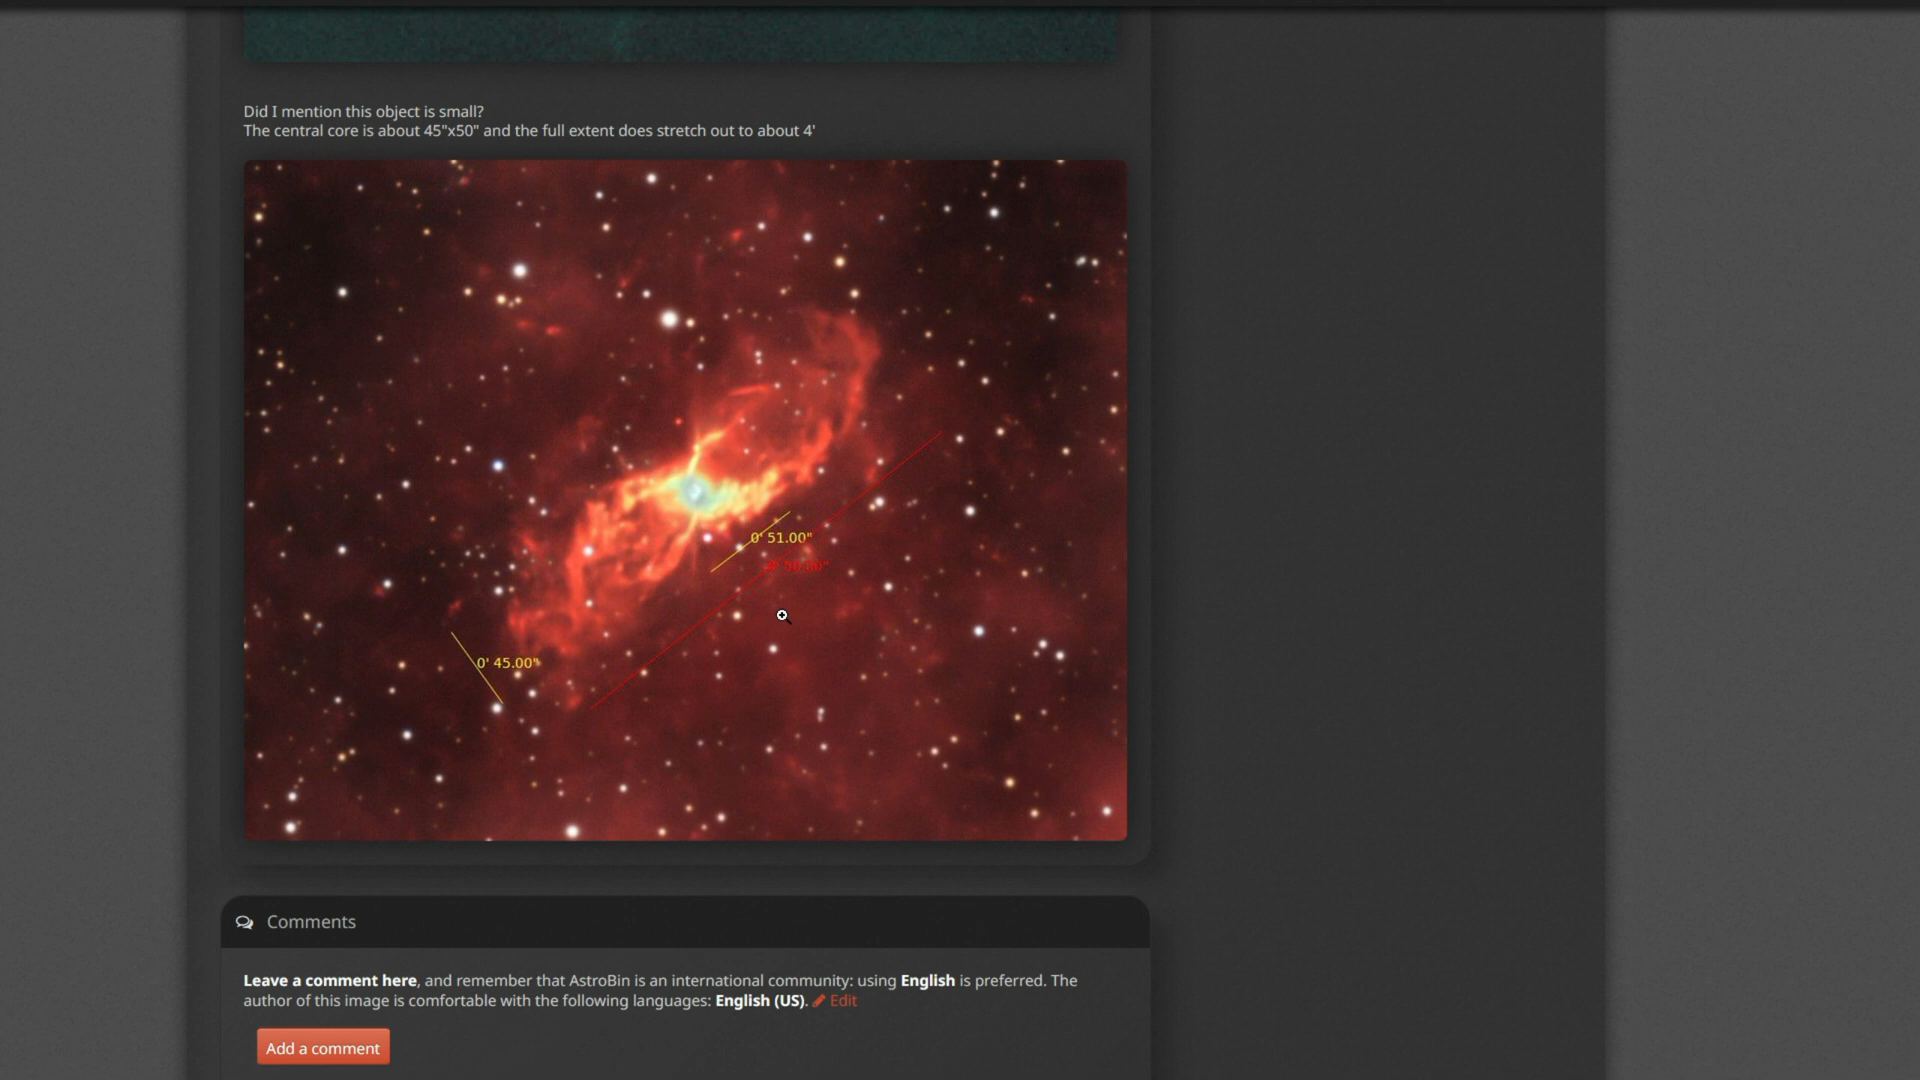 Did I mention this object is small?
The central core is about 45"x50" and the full extent does stretch out to about 4'
0' 51.00"
0' 45.00"
Comments
Leave a comment here, and remember that AstroBin is an international community: using English is preferred. The
author of this image is comfortable with the following languages: English (US). Edit
Add a comment